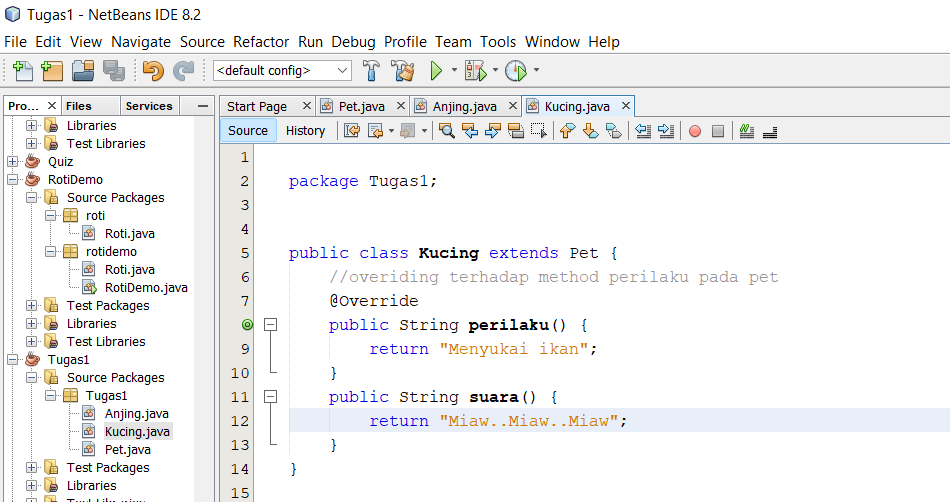 Tugas1 - NetBeans IDE 8.2
File Edit View Navigate Source Refactor Run Debug Profile Team Tools Window Help
<default config>
Pro... Files Services
Libraries
Test Libraries
Quiz
RotiDemo
Source Packages
roti
Roti.java
rotidemo
Roti.java
RotiDemo.java
Test Packages
Libraries
Test Libraries
Tugas1
Source Packages
Tugas1
Anjing.java
Kucing.java
Pet.java
Test Packages
Libraries
Start Page Pet.java Anjing.java Kucing.java
Source History
1
2 package Tugas1;
3
4
5 public class Kucing extends Pet {
6 //overiding terhadap method perilaku pada pet
7 @Override
public String perilaku() {
9 return "Menyukai ikan";
10 }
11 public String suara() {
12 return "Miaw..Miaw..Miaw";
13 }
14 }
15